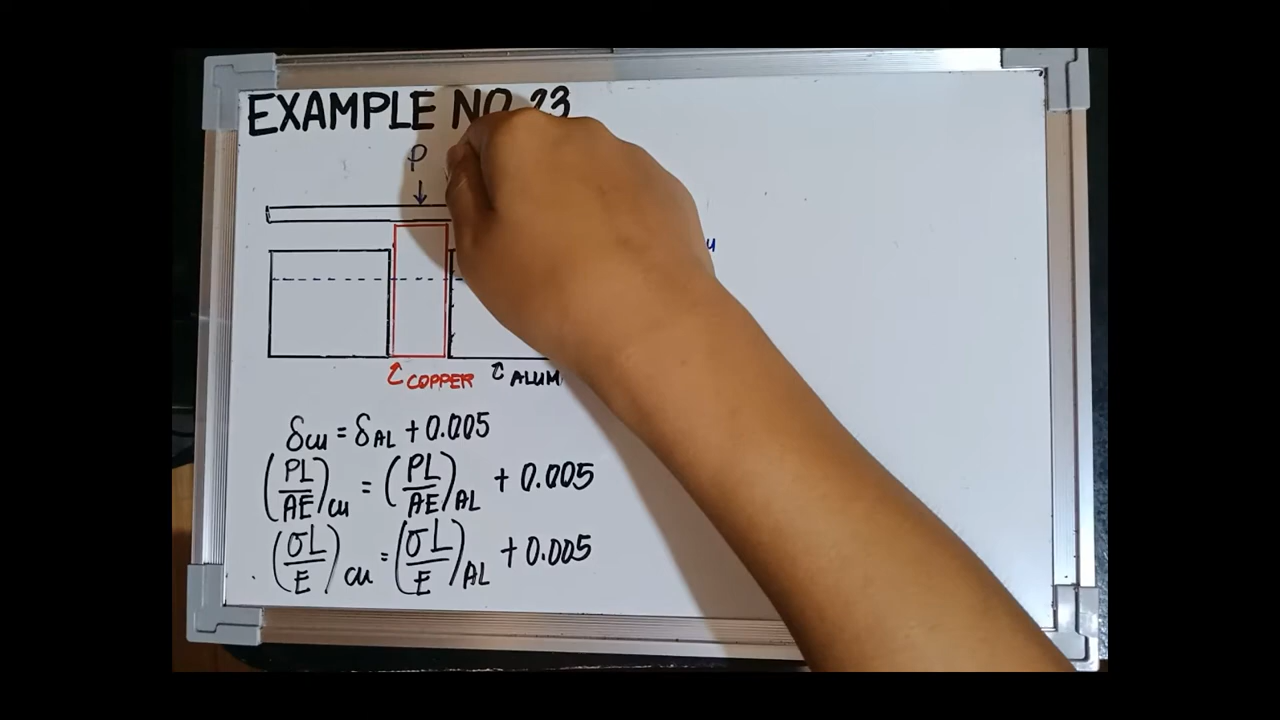 EXAMPLE NO. 23
P
COPPER
ALUM
δcu = δAL + 0.005
(PL/AE)cu = (PL/AE)AL + 0.005
(σL/E)cu = (σL/E)AL + 0.005